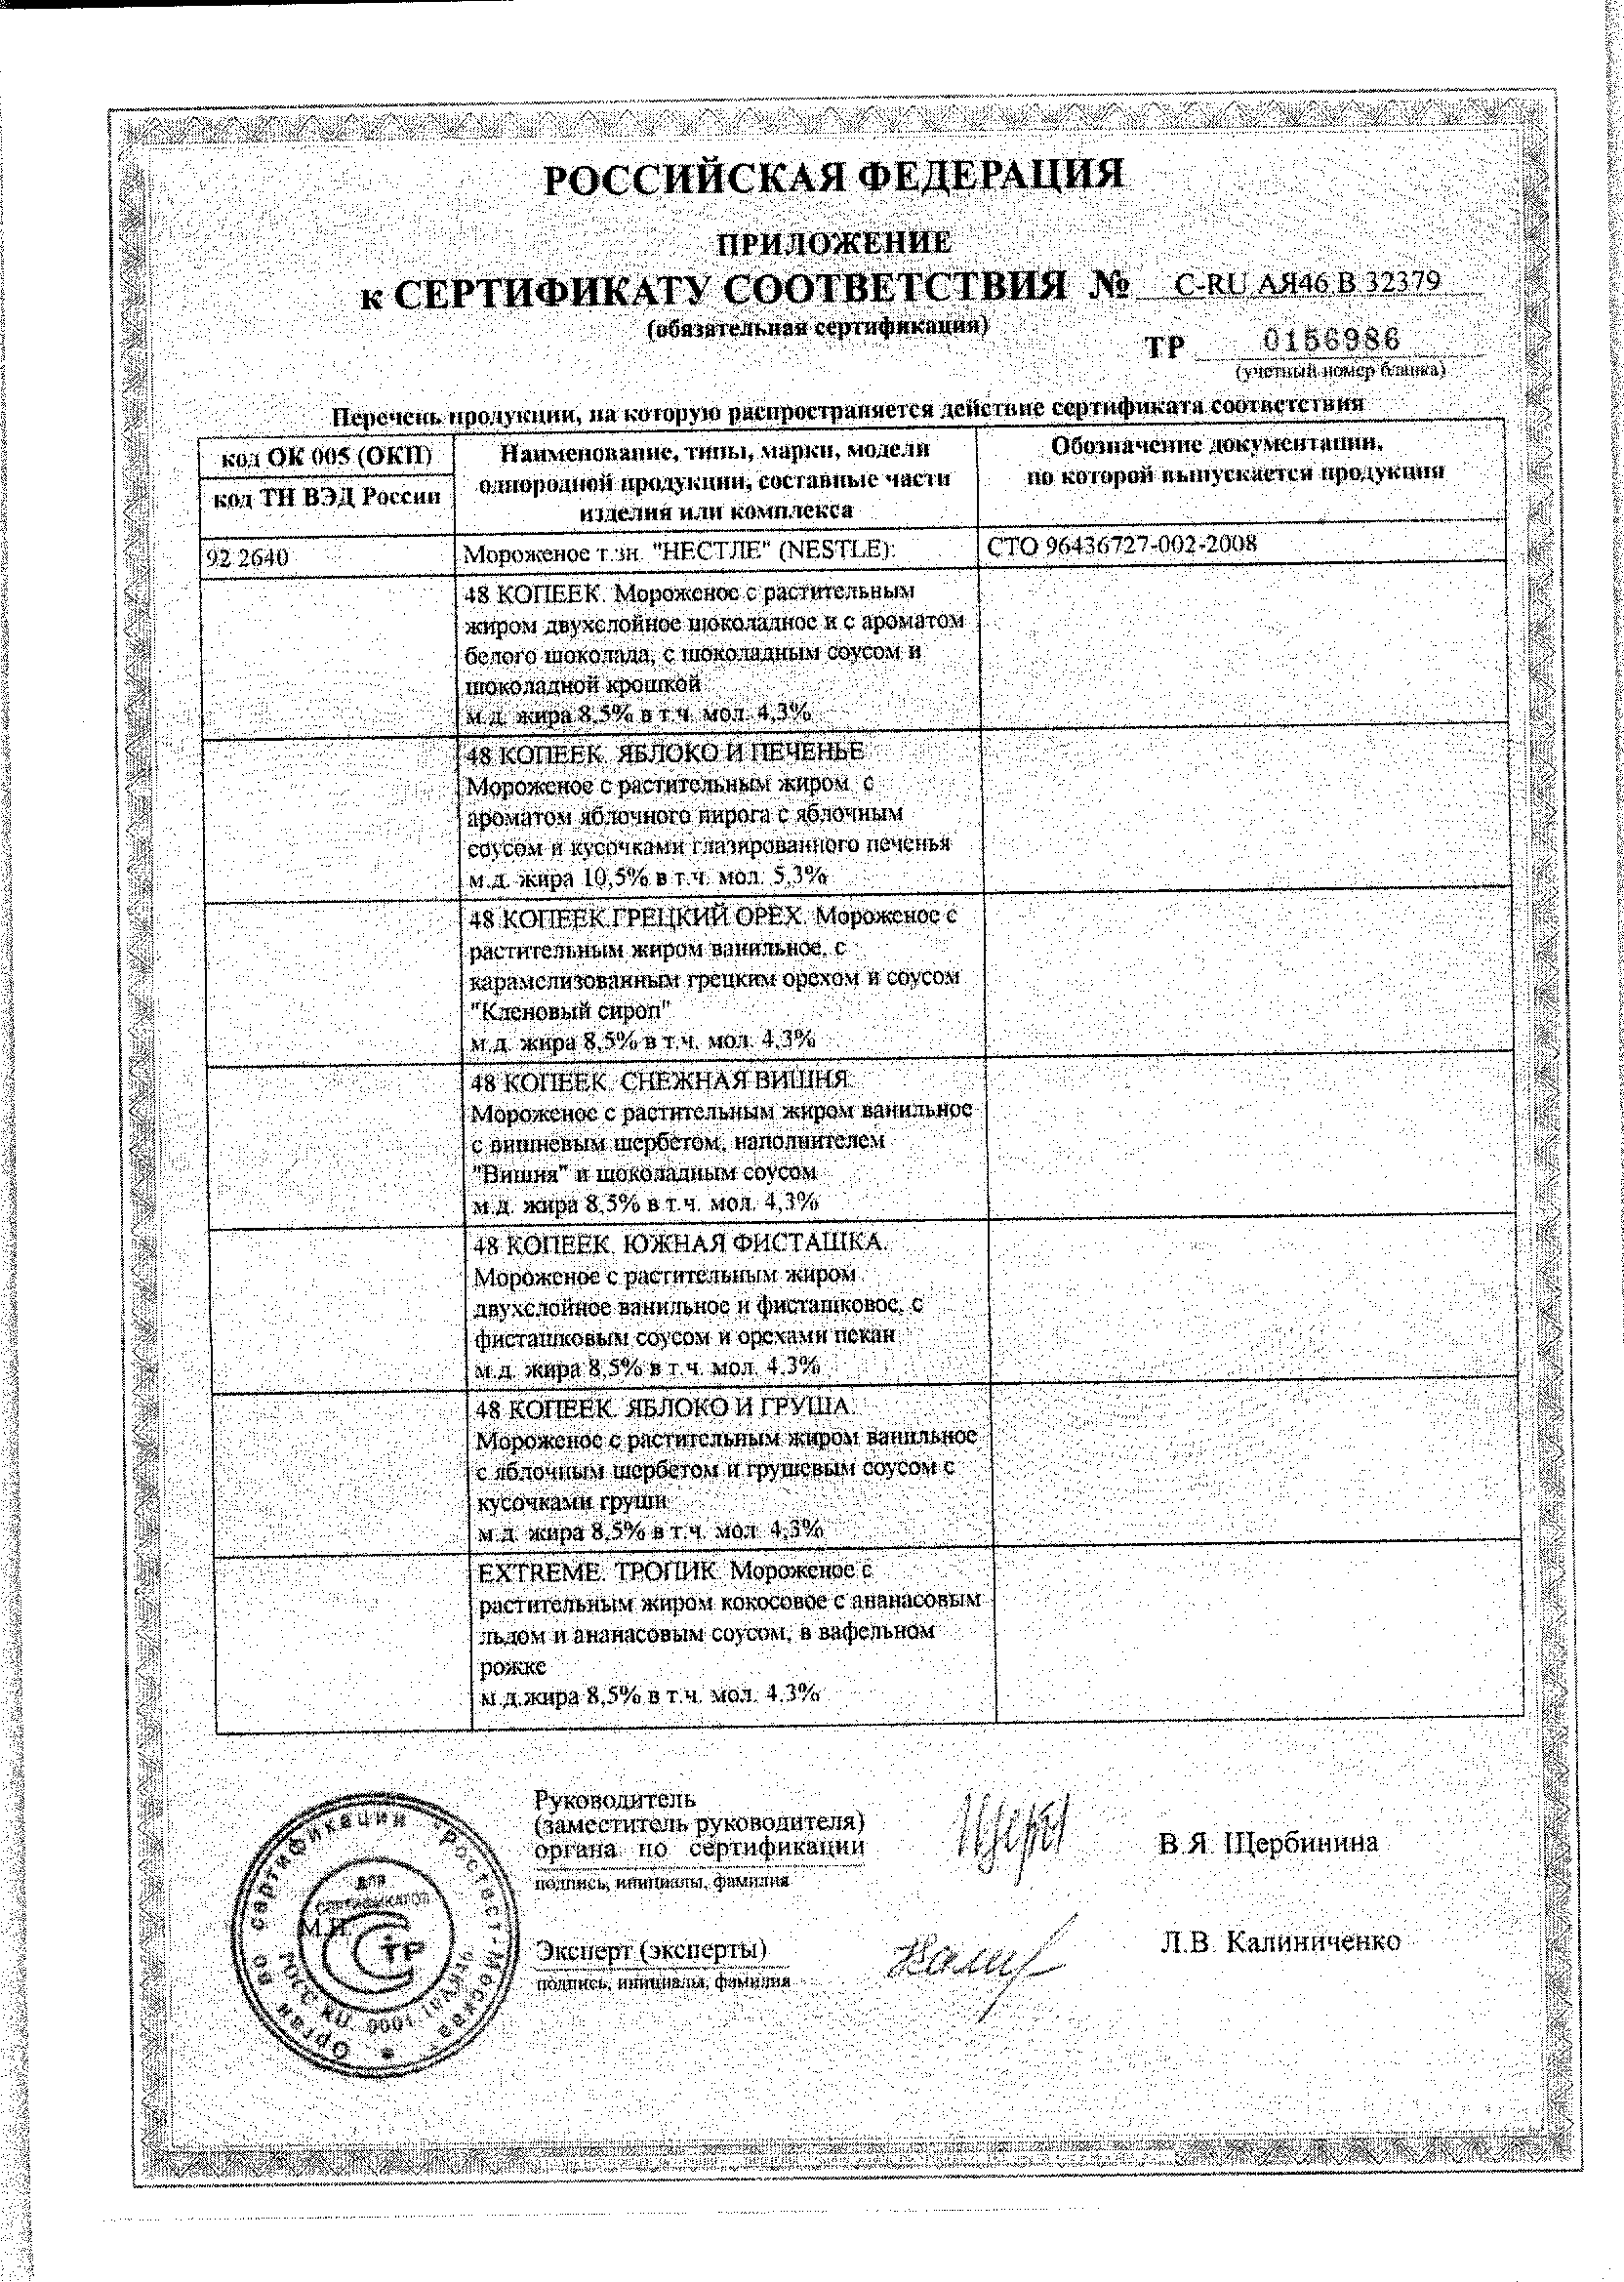 РОССИЙСКАЯ ФЕДЕРАЦИЯ
ПРИЛОЖЕНИЕ
к СЕРТИФИКАТУ СООТВЕТСТВИЯ № C-RU.АЯ46.В.32379
(обязательная сертификация)
ТР 0156986
(учетный номер бланка)
Перечень продукции, на которую распространяется действие сертификата соответствия
код ОК 005 (ОКП)
код ТН ВЭД России
Наименование, типы, марки, модели
однородной продукции, составные части
изделия или комплекса
Обозначение документации,
по которой выпускается продукция
92 2640
Мороженое т.зн. "НЕСТЛЕ" (NESTLE):
СТО 96436727-002-2008
48 КОПЕЕК. Мороженое с растительным
жиром двухслойное шоколадное и с ароматом
белого шоколада, с шоколадным соусом и
шоколадной крошкой
м.д. жира 8,5% в т.ч. мол. 4,3%
48 КОПЕЕК. ЯБЛОКО И ПЕЧЕНЬЕ
Мороженое с растительным жиром с
ароматом яблочного пирога с яблочным
соусом и кусочками глазированного печенья
м.д. жира 10,5% в т.ч. мол. 5,3%
48 КОПЕЕК ГРЕЦКИЙ ОРЕХ. Мороженое с
растительным жиром ванильное, с
карамелизованным грецким орехом и соусом
"Кленовый сироп"
м.д. жира 8,5% в т.ч. мол. 4,3%
48 КОПЕЕК. СНЕЖНАЯ ВИШНЯ
Мороженое с растительным жиром ванильное
с вишневым шербетом, наполнителем
"Вишня" и шоколадным соусом
м.д. жира 8,5% в т.ч. мол. 4,3%
48 КОПЕЕК. ЮЖНАЯ ФИСТАШКА.
Мороженое с растительным жиром
двухслойное ванильное и фисташковое, с
фисташковым соусом и орехами пекан
м.д. жира 8,5% в т.ч. мол. 4,3%
48 КОПЕЕК. ЯБЛОКО И ГРУША.
Мороженое с растительным жиром ванильное
с яблочным шербетом и грушевым соусом с
кусочками груши
м.д. жира 8,5% в т.ч. мол. 4,3%
EXTREME. ТРОПИК. Мороженое с
растительным жиром кокосовое с ананасовым
льдом и ананасовым соусом, в вафельном
рожке
м.д.жира 8,5% в т.ч. мол. 4,3%
Руководитель
(заместитель руководителя)
органа по сертификации
подпись, инициалы, фамилия
В.Я. Щербинина
Эксперт (эксперты)
подпись, инициалы, фамилия
Л.В. Калиниченко
М.П.
Орган по сертификации
для
сертификатов
ТР